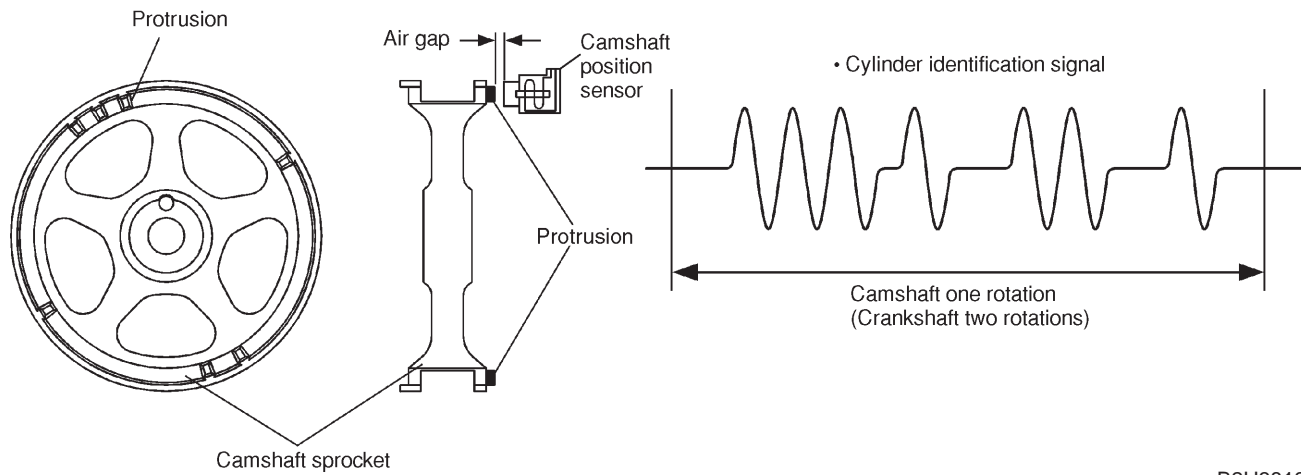 Protrusion
Air gap
Camshaft
position
sensor
• Cylinder identification signal
Protrusion
Camshaft one rotation
(Crankshaft two rotations)
Camshaft sprocket